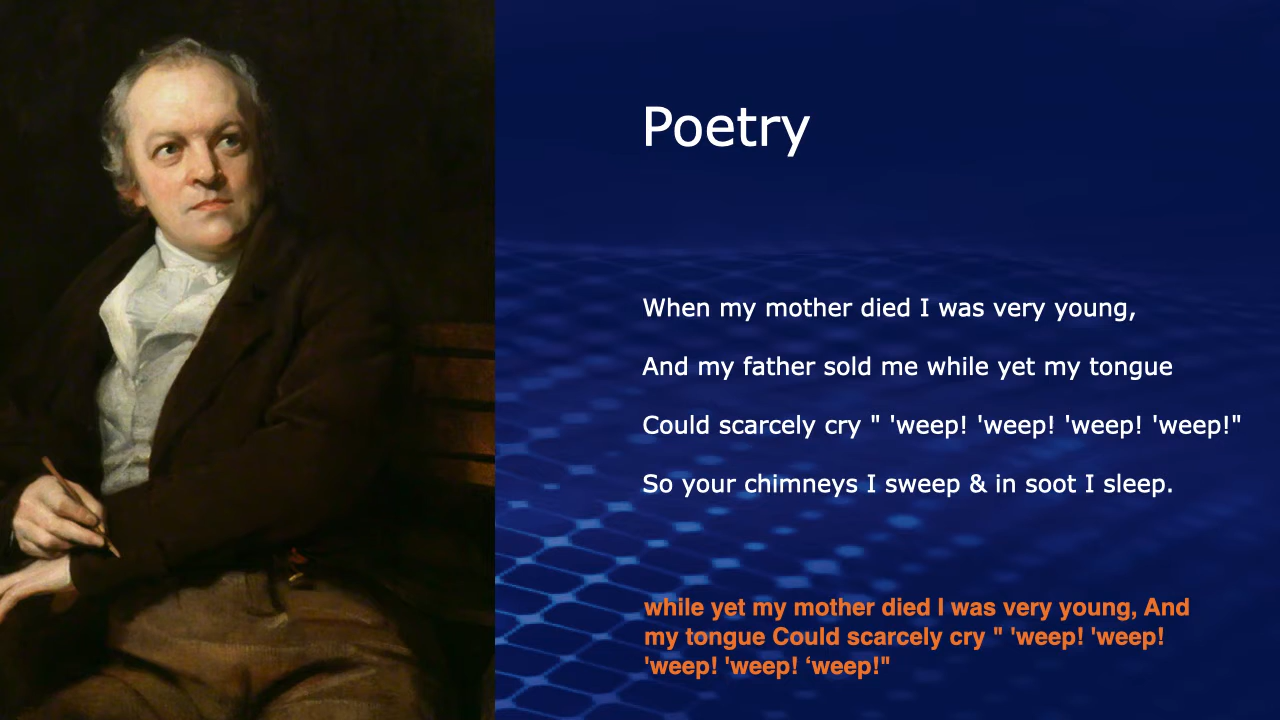 Poetry
When my mother died I was very young,
And my father sold me while yet my tongue
Could scarcely cry " 'weep! 'weep! 'weep! 'weep!"
So your chimneys I sweep & in soot I sleep.
while yet my mother died I was very young, And
my tongue Could scarcely cry " 'weep! 'weep!
'weep! 'weep! ‘weep!"